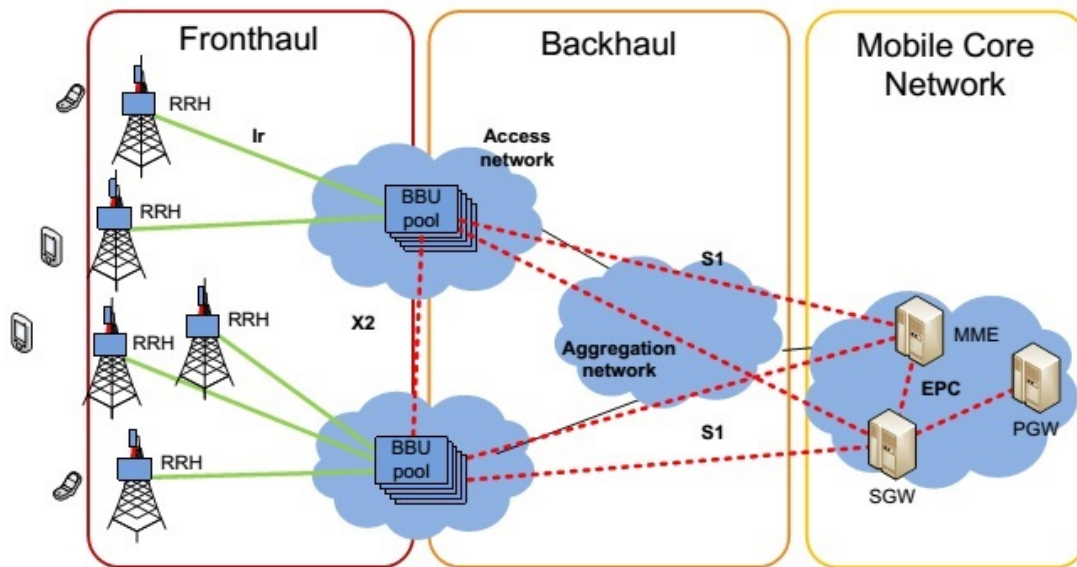 Fronthaul
Backhaul
Mobile Core
Network
RRH
Ir
Access
network
BBU
pool
RRH
S1
RRH
X2
RRH
Aggregation
network
MME
EPC
PGW
BBU
pool
S1
RRH
SGW